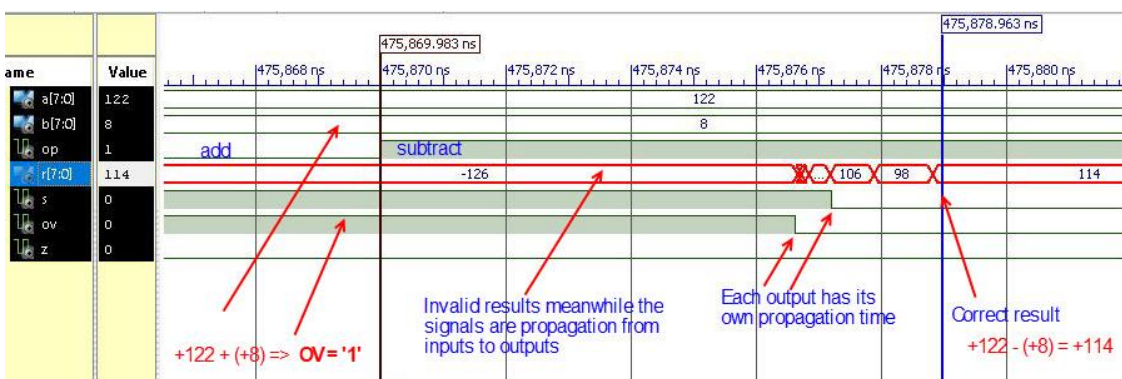 475,878.963 ns
475,869.983 ns
ame Value 475,868 ns 475,870 ns 475,872 ns 475,874 ns 475,876 ns 475,878 ns 475,880 ns
a[7:0] 122 122
b[7:0] 8 8
op 1 add subtract
r[7:0] 114 -126 ... 106 98 114
s 0
ov 0
z 0
Invalid results meanwhile the
signals are propagation from
inputs to outputs
Each output has its
own propagation time
Correct result
+122 + (+8) => OV= '1'
+122 - (+8) = +114